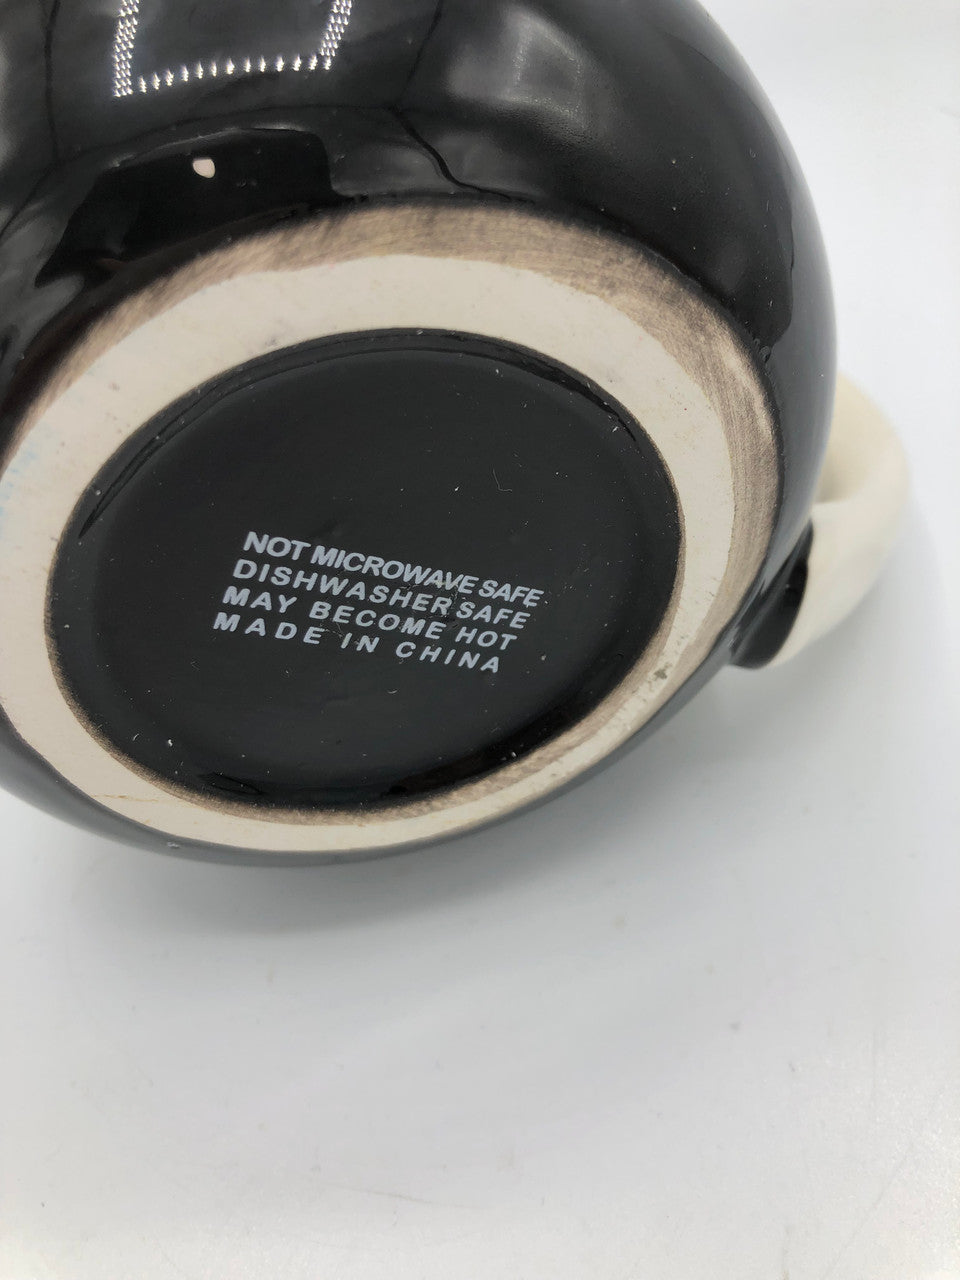 NOT MICROWAVE SAFE
DISHWASHER SAFE
MAY BECOME HOT
MADE IN CHINA